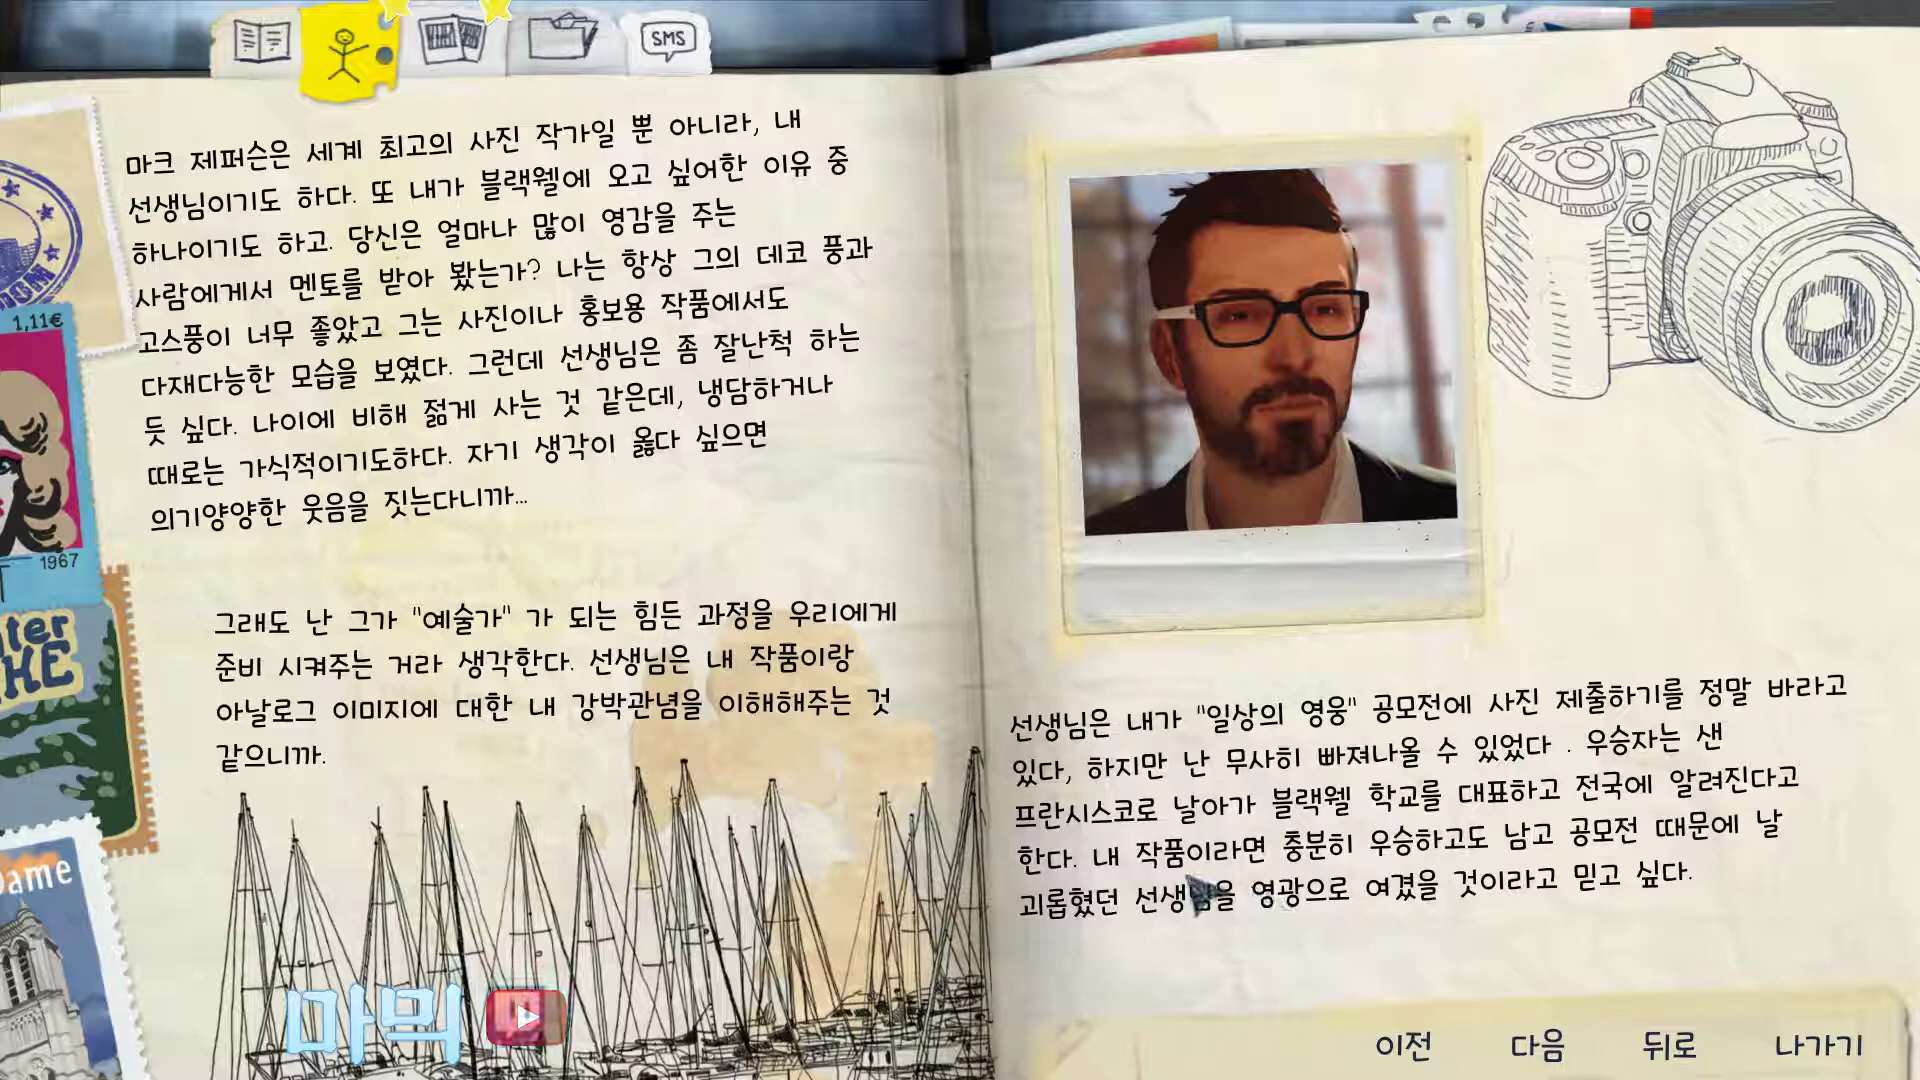 SMS
마크 제퍼슨은 세계 최고의 사진 작가일 뿐 아니라, 내
선생님이기도 하다. 또 내가 블랙웰에 오고 싶어한 이유 중
하나이기도 하고. 당신은 얼마나 많이 영감을 주는
사람에게서 멘토를 받아 봤는가? 나는 항상 그의 데코 풍과
고스풍이 너무 좋았고 그는 사진이나 홍보용 작품에서도
다재다능한 모습을 보였다. 그런데 선생님은 좀 잘난척 하는
듯 싶다. 나이에 비해 젊게 사는 것 같은데, 냉담하거나
때로는 가식적이기도하다. 자기 생각이 옳다 싶으면
의기양양한 웃음을 짓는다니까...
그래도 난 그가 "예술가" 가 되는 힘든 과정을 우리에게
준비 시켜주는 거라 생각한다. 선생님은 내 작품이랑
아날로그 이미지에 대한 내 강박관념을 이해해주는 것
같으니까.
선생님은 내가 "일상의 영웅" 공모전에 사진 제출하기를 정말 바라고
있다, 하지만 난 무사히 빠져나올 수 있었다 . 우승자는 샌
프란시스코로 날아가 블랙웰 학교를 대표하고 전국에 알려진다고
한다. 내 작품이라면 충분히 우승하고도 남고 공모전 때문에 날
괴롭혔던 선생님을 영광으로 여겼을 것이라고 믿고 싶다.
1,11€
1967
ame
마믜
이전 다음 뒤로 나가기